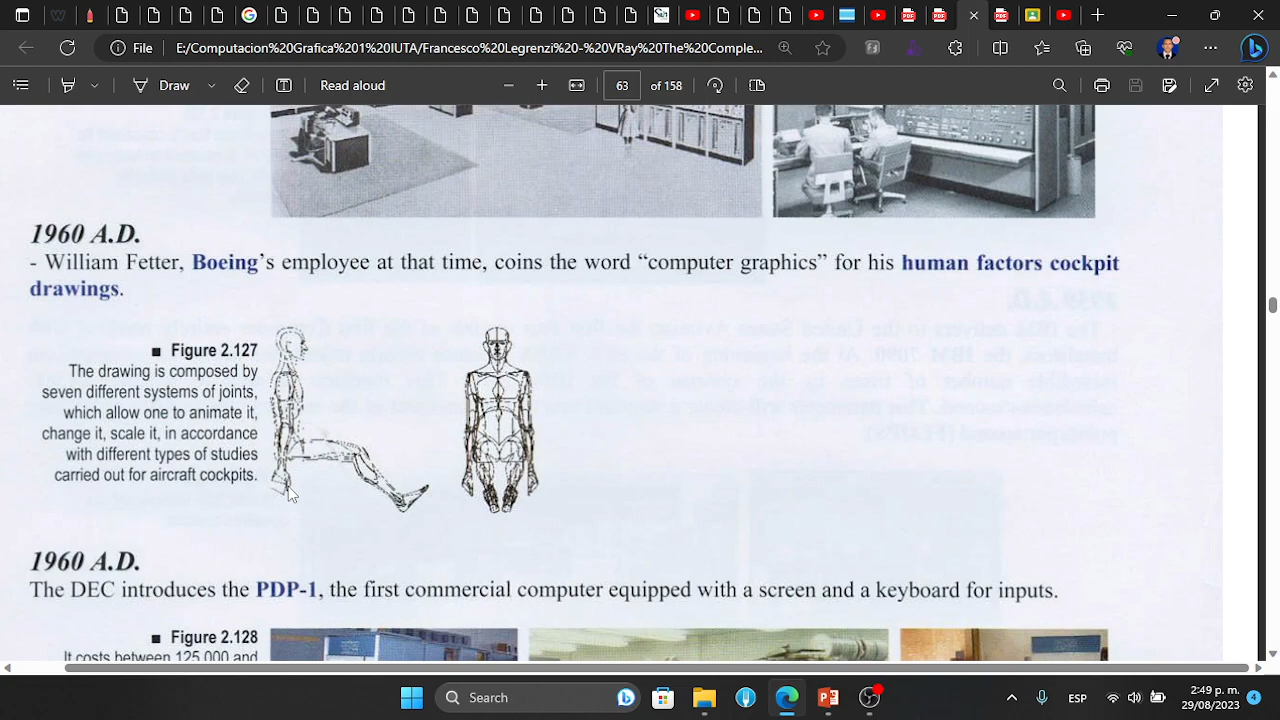 File
E:/Computacion%20Grafica%201%20IUTA/Francesco%20Legrenzi%20-%20VRay%20The%20Comple...
Draw
Read aloud
63
of 158
1960 A.D.
- William Fetter, Boeing’s employee at that time, coins the word “computer graphics” for his human factors cockpit
drawings.
■ Figure 2.127
The drawing is composed by
seven different systems of joints,
which allow one to animate it,
change it, scale it, in accordance
with different types of studies
carried out for aircraft cockpits.
1960 A.D.
The DEC introduces the PDP-1, the first commercial computer equipped with a screen and a keyboard for inputs.
■ Figure 2.128
It costs between 125,000 and
Search
ESP
2:49 p. m.
29/08/2023
4